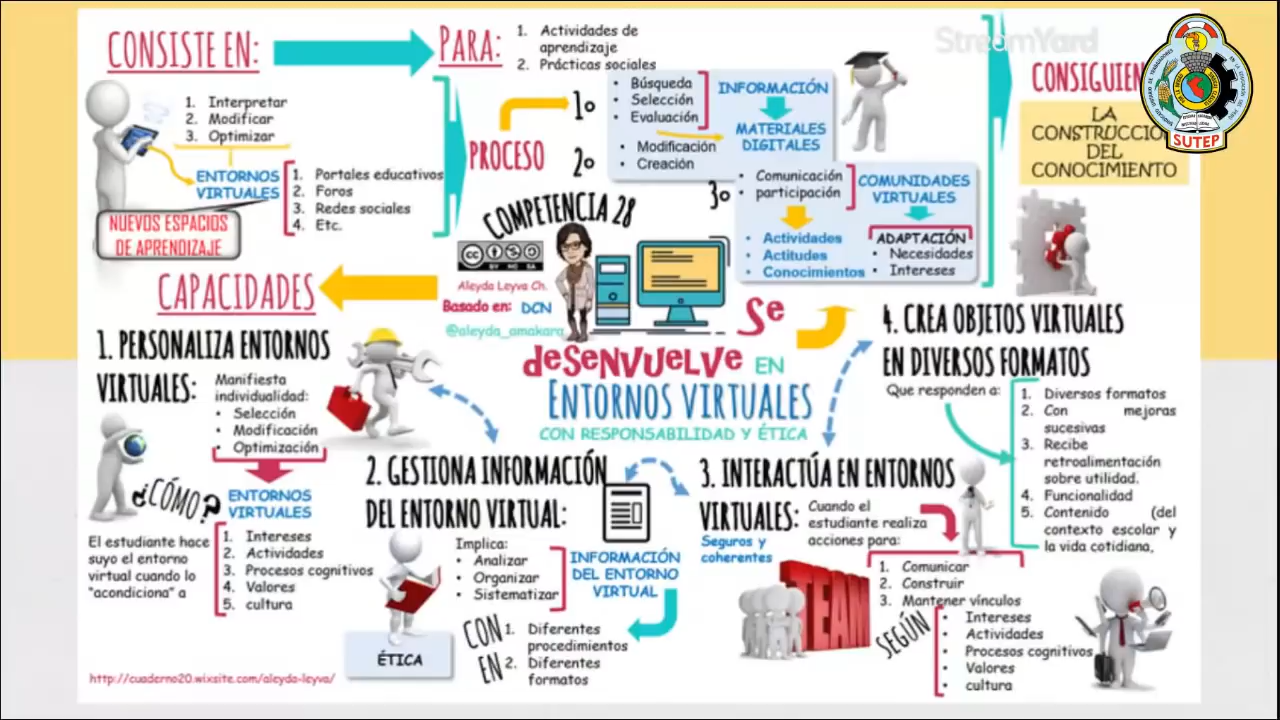 CONSISTE EN:
1. Interpretar
2. Modificar
3. Optimizar
ENTORNOS
VIRTUALES
1. Portales educativos
2. Foros
3. Redes sociales
4. Etc.
NUEVOS ESPACIOS
DE APRENDIZAJE
PARA:
1. Actividades de
aprendizaje
2. Prácticas sociales
PROCESO
1º
• Búsqueda
• Selección
• Evaluación
INFORMACIÓN
MATERIALES
DIGITALES
2º
• Modificación
• Creación
3º
• Comunicación
• participación
COMUNIDADES
VIRTUALES
• Actividades
• Actitudes
• Conocimientos
ADAPTACIÓN
• Necesidades
• Intereses
StreamYard
CONSIGUIEN
LA
CONSTRUCCIO
DEL
CONOCIMIENTO
SUTEP
COMPETENCIA 28
cc
BY NC SA
Aleyda Leyva Ch.
Basado en: DCN
@aleyda_amakara
Se
desenvuelve EN
ENTORNOS VIRTUALES
CON RESPONSABILIDAD Y ÉTICA
CAPACIDADES
1. PERSONALIZA ENTORNOS
VIRTUALES:
Manifiesta
individualidad:
• Selección
• Modificación
• Optimización
¿CÓMO?
ENTORNOS
VIRTUALES
El estudiante hace
suyo el entorno
virtual cuando lo
"acondiciona" a
1. Intereses
2. Actividades
3. Procesos cognitivos
4. Valores
5. cultura
http://cuaderno20.wixsite.com/aleyda-leyva/
2. GESTIONA INFORMACIÓN
DEL ENTORNO VIRTUAL:
Implica:
• Analizar
• Organizar
• Sistematizar
INFORMACIÓN
DEL ENTORNO
VIRTUAL
ÉTICA
CON
EN
1. Diferentes
procedimientos
2. Diferentes
formatos
3. INTERACTÚA EN ENTORNOS
VIRTUALES:
Seguros y
coherentes
Cuando el
estudiante realiza
acciones para:
TEAM
1. Comunicar
2. Construir
3. Mantener vínculos
SEGÚN
• Intereses
• Actividades
• Procesos cognitivos
• Valores
• cultura
4. CREA OBJETOS VIRTUALES
EN DIVERSOS FORMATOS
Que responden a:
1. Diversos formatos
2. Con mejoras
sucesivas
3. Recibe
retroalimentación
sobre utilidad.
4. Funcionalidad
5. Contenido (del
contexto escolar y
la vida cotidiana,